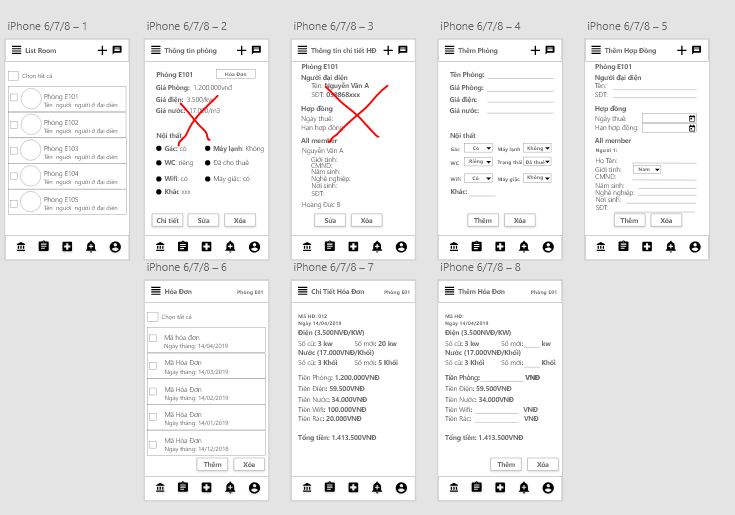 iPhone 6/7/8 – 1
List Room
Chọn tất cả
Phòng E101
Tên người người ở đại diên
Phòng E102
Tên người người ở đại diên
Phòng E103
Tên người người ở đại diên
Phòng E104
Tên người người ở đại diên
Phòng E105
Tên người người ở đại diên
iPhone 6/7/8 – 2
Thông tin phòng
Phòng E101
Hóa Đơn
Giá Phòng: 1.200.000vnđ
Giá điện: 3.500/kw
Giá nước: 17.000/m3
Nội thất
Gác: có
Máy lạnh: Không
WC: riêng
Đã cho thuê
Wifi: có
Máy giặc: có
Khác xxx
Chi tiết
Sửa
Xóa
iPhone 6/7/8 – 3
Thông tin chi tiết HĐ
Phòng E101
Người đại diện
Tên: Nguyễn Văn A
SĐT:
Hợp đồng
Ngày thuê:
Hạn hợp đồng:
All member
Nguyễn Văn A
Giới tính:
CMND:
Năm sinh:
Nghề nghiệp:
Nơi sinh:
SĐT:
Hoàng Đức B
Sửa
Xóa
iPhone 6/7/8 – 4
Thêm Phòng
Tên Phòng:
Giá Phòng:
Giá điện:
Giá nước:
Nội thất
Gác
Có
Máy lạnh
Không
WC
Riêng
Trạng thái
Đã thuê
Wifi
Có
Máy giặc
Không
Khác:
Thêm
Xóa
iPhone 6/7/8 – 5
Thêm Hợp Đồng
Phòng E101
Người đại diện
Tên:
SĐT:
Hợp đồng
Ngày thuê:
Hạn hợp đồng:
All member
Người 1:
Họ Tên:
Giới tính:
Nam
CMND:
Năm sinh:
Nghề nghiệp:
Nơi sinh:
SĐT:
Thêm
Xóa
iPhone 6/7/8 – 6
Hóa Đơn
Phòng E01
Chọn tất cả
Mã hóa đơn
Ngày tháng: 14/04/2019
Mã Hóa Đơn
Ngày tháng: 14/03/2019
Mã Hóa Đơn
Ngày tháng: 14/02/2019
Mã Hóa Đơn
Ngày tháng: 14/01/2019
Mã Hóa Đơn
Ngày tháng: 14/12/2018
Thêm
Xóa
iPhone 6/7/8 – 7
Chi Tiết Hóa Đơn
Phòng E01
Mã HĐ: 012
Ngày 14/04/2019
Điện (3.500NVĐ/KW)
Số cũ: 3 kw
Số mới: 20 kw
Nước (17.000VNĐ/Khối)
Số cũ: 3 Khối
Số mới: 5 Khối
Tiền Phòng: 1.200.000VNĐ
Tiền Điện: 59.500VNĐ
Tiền Nước: 34.000VNĐ
Tiền Wifi: 100.000VNĐ
Tiền Rác: 20.000VNĐ
Tổng tiền: 1.413.500VNĐ
iPhone 6/7/8 – 8
Thêm Hóa Đơn
Phòng E01
Mã HĐ:
Ngày 14/04/2019
Điện (3.500NVĐ/KW)
Số cũ: 3 kw
Số mới: kw
Nước (17.000VNĐ/Khối)
Số cũ: 3 Khối
Số mới: Khối
Tiền Phòng: VNĐ
Tiền Điện: 59.500VNĐ
Tiền Nước: 34.000VNĐ
Tiền Wifi: VNĐ
Tiền Rác: VNĐ
Tổng tiền: 1.413.500VNĐ
Thêm
Xóa